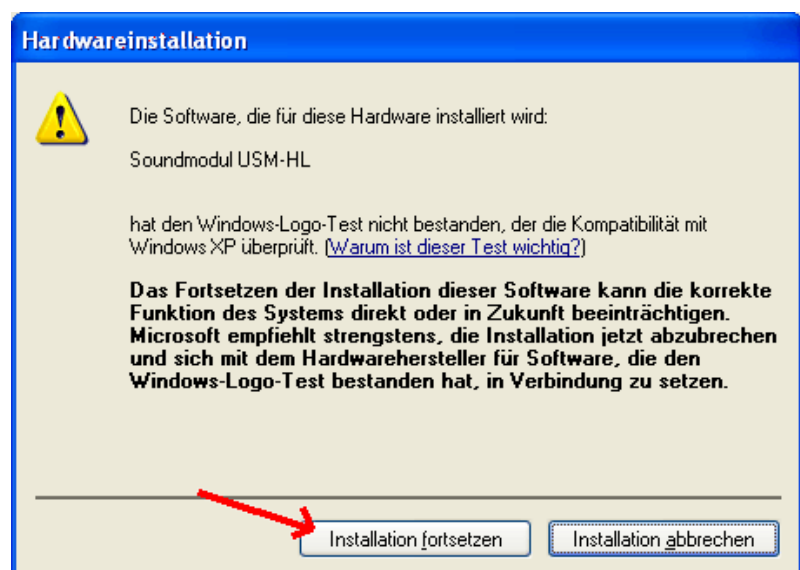 Hardwareinstallation
Die Software, die für diese Hardware installiert wird:
Soundmodul USM-HL
hat den Windows-Logo-Test nicht bestanden, der die Kompatibilität mit
Windows XP überprüft. (Warum ist dieser Test wichtig?)
Das Fortsetzen der Installation dieser Software kann die korrekte
Funktion des Systems direkt oder in Zukunft beeinträchtigen.
Microsoft empfiehlt strengstens, die Installation jetzt abzubrechen
und sich mit dem Hardwarehersteller für Software, die den
Windows-Logo-Test bestanden hat, in Verbindung zu setzen.
Installation fortsetzen Installation abbrechen